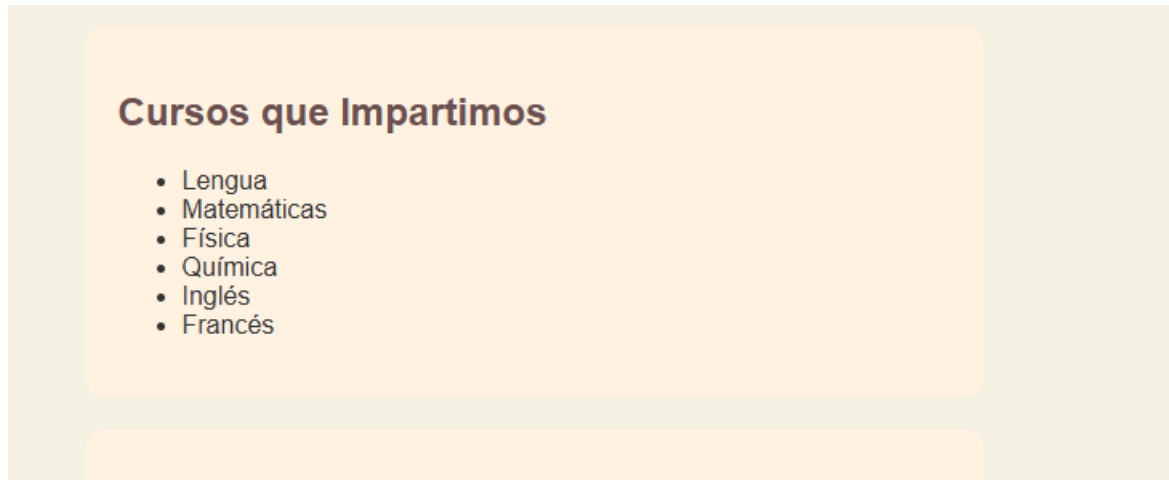 Cursos que Impartimos
• Lengua
• Matemáticas
• Física
• Química
• Inglés
• Francés